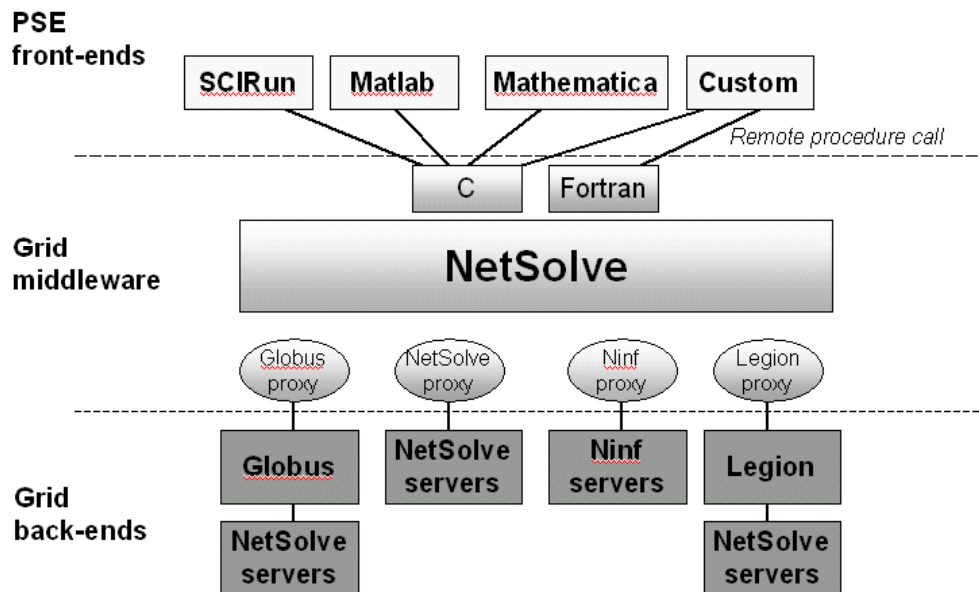 PSE
front-ends
SCIRun
Matlab
Mathematica
Custom
Remote procedure call
C
Fortran
Grid
middleware
NetSolve
Globus
proxy
NetSolve
proxy
Ninf
proxy
Legion
proxy
Grid
back-ends
Globus
NetSolve
servers
Ninf
servers
Legion
NetSolve
servers
NetSolve
servers